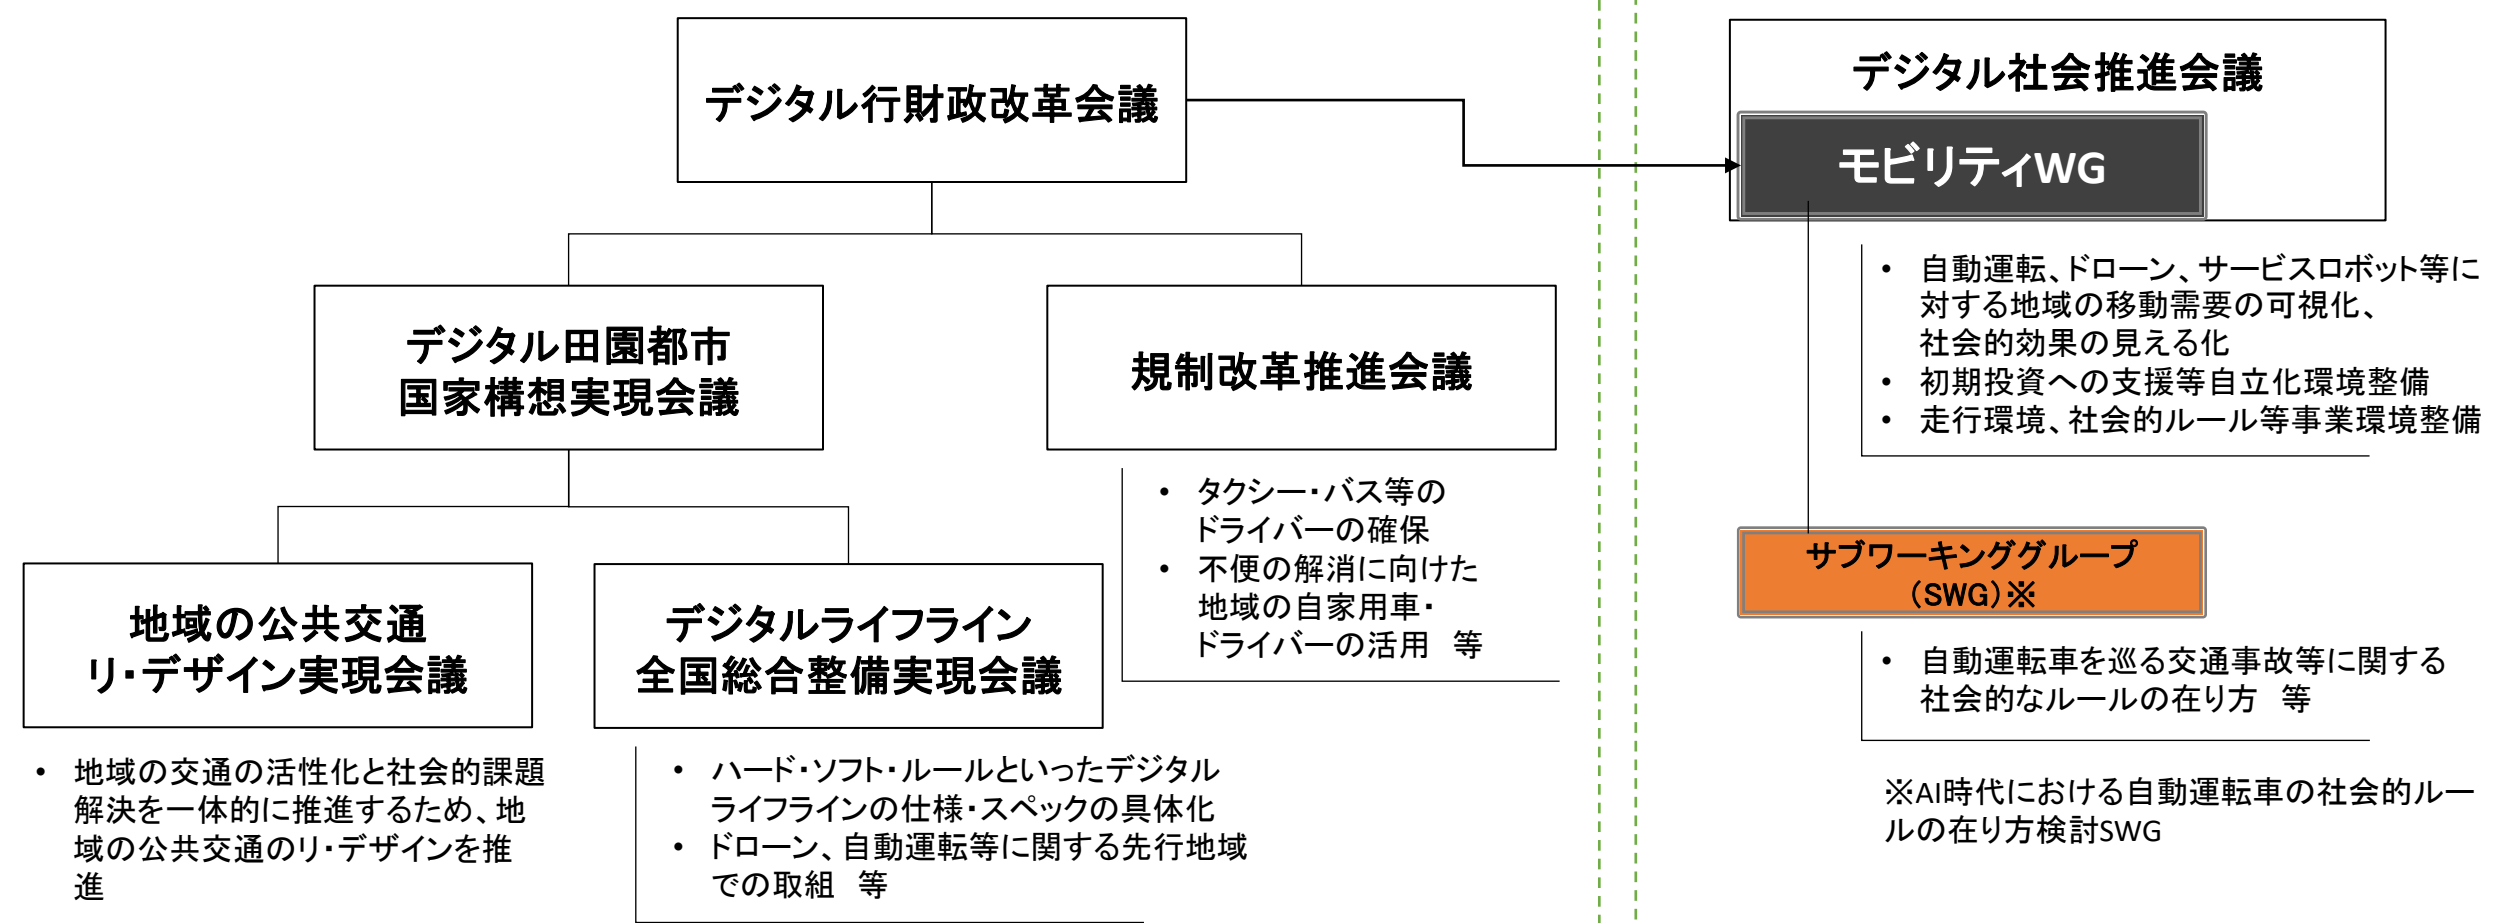 デジタル行財政改革会議
デジタル田園都市
国家構想実現会議
規制改革推進会議
• タクシー・バス等の
ドライバーの確保
• 不便の解消に向けた
地域の自家用車・
ドライバーの活用　等
地域の公共交通
リ・デザイン実現会議
• 地域の交通の活性化と社会的課題
解決を一体的に推進するため、地
域の公共交通のリ・デザインを推
進
デジタルライフライン
全国総合整備実現会議
• ハード・ソフト・ルールといったデジタル
ライフラインの仕様・スペックの具体化
• ドローン、自動運転等に関する先行地域
での取組　等
デジタル社会推進会議
モビリティWG
• 自動運転、ドローン、サービスロボット等に
対する地域の移動需要の可視化、
社会的効果の見える化
• 初期投資への支援等自立化環境整備
• 走行環境、社会的ルール等事業環境整備
サブワーキンググループ
（SWG）※
• 自動運転車を巡る交通事故等に関する
社会的なルールの在り方　等
※AI時代における自動運転車の社会的ルー
ルの在り方検討SWG